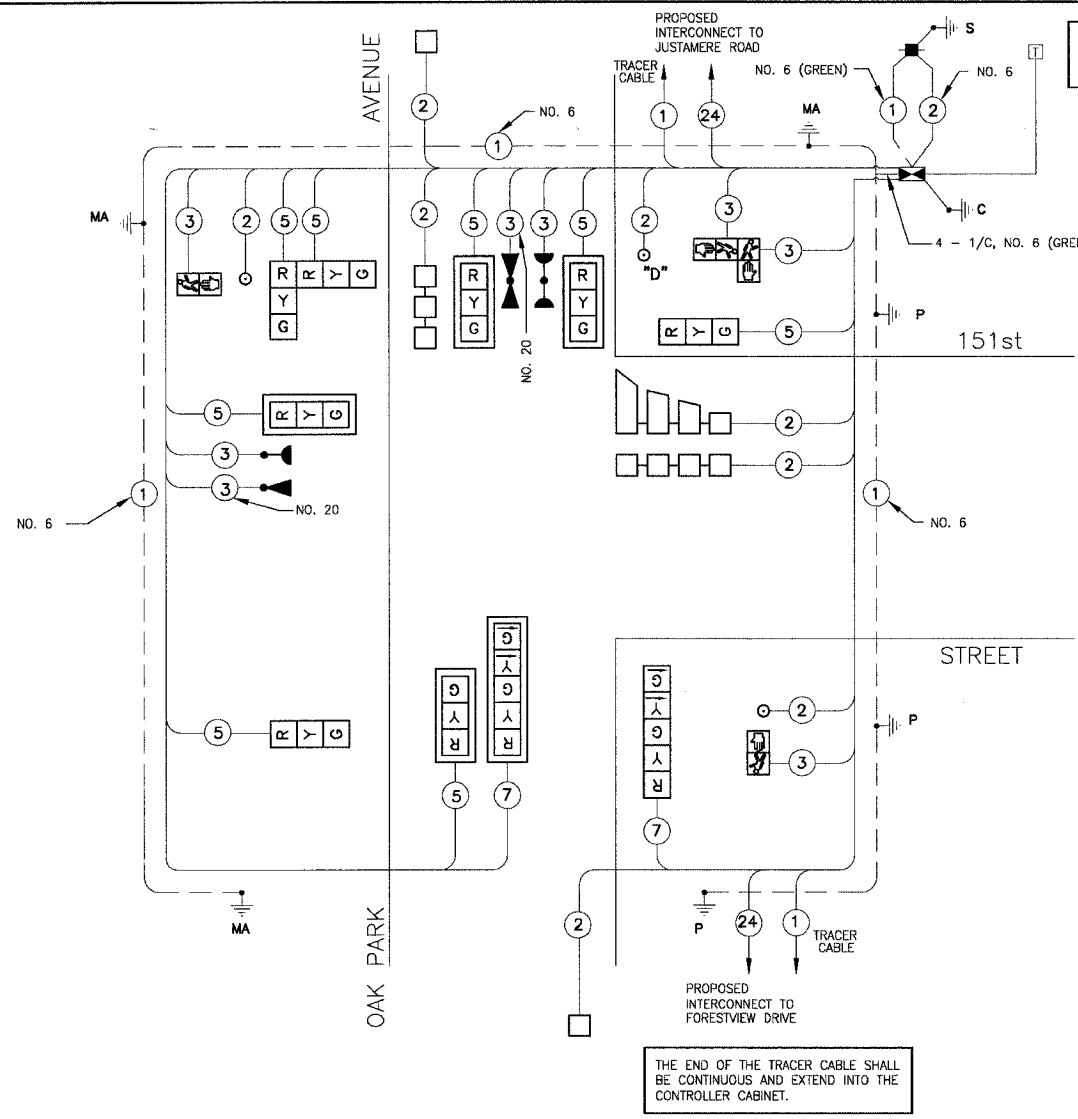 PROPOSED
INTERCONNECT TO
JUSTAMERE ROAD
TRACER
CABLE
NO. 6 (GREEN)
NO. 6
S
T
AVENUE
2
1
NO. 6
1
24
MA
1
2
C
4 - 1/C, NO. 6 (GREE
MA
3
2
5
5
2
5
3
3
5
2
3
3
"D"
R
R Y G
Y
G
R
Y
G
NO. 20
R
Y
G
R Y G
5
P
151st
5
R Y G
3
3
NO. 20
2
2
1
NO. 6
1
NO. 6
STREET
5
R Y G
G
Y
R
5
G
Y
G
Y
R
7
G
Y
G
Y
R
7
2
3
P
MA
OAK PARK
2
P
24
1
TRACER
CABLE
PROPOSED
INTERCONNECT TO
FORESTVIEW DRIVE
THE END OF THE TRACER CABLE SHALL
BE CONTINUOUS AND EXTEND INTO THE
CONTROLLER CABINET.